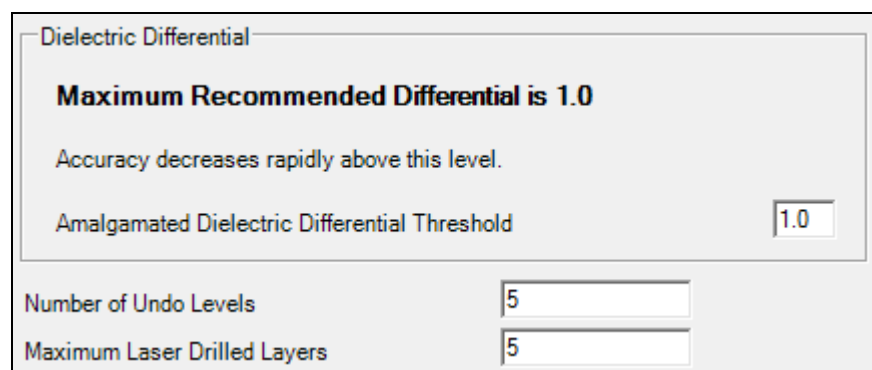 Dielectric Differential
Maximum Recommended Differential is 1.0
Accuracy decreases rapidly above this level.
Amalgamated Dielectric Differential Threshold 1.0
Number of Undo Levels 5
Maximum Laser Drilled Layers 5